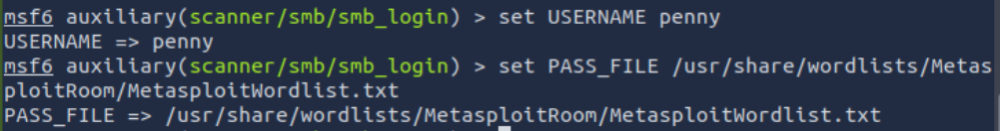 msf6 auxiliary(scanner/smb/smb_login) > set USERNAME penny
USERNAME => penny
msf6 auxiliary(scanner/smb/smb_login) > set PASS_FILE /usr/share/wordlists/Metas
ploitRoom/MetasploitWordlist.txt
PASS_FILE => /usr/share/wordlists/MetasploitRoom/MetasploitWordlist.txt